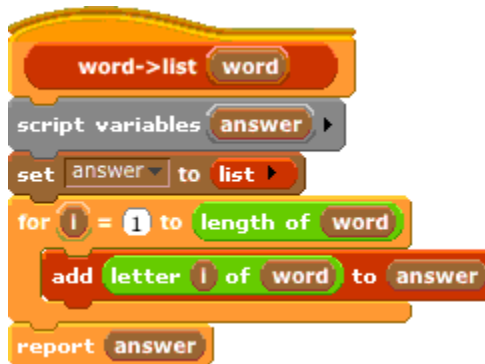 word->list word
script variables answer
set answer to list
for i = 1 to length of word
add letter i of word to answer
report answer